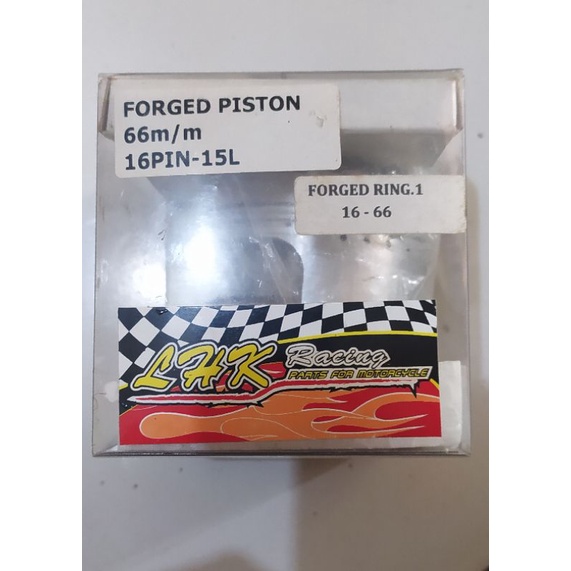 FORGED PISTON
66m/m
16PIN-15L
FORGED RING.1
16 - 66
LHK Racing
PARTS FOR MOTORCYCLE